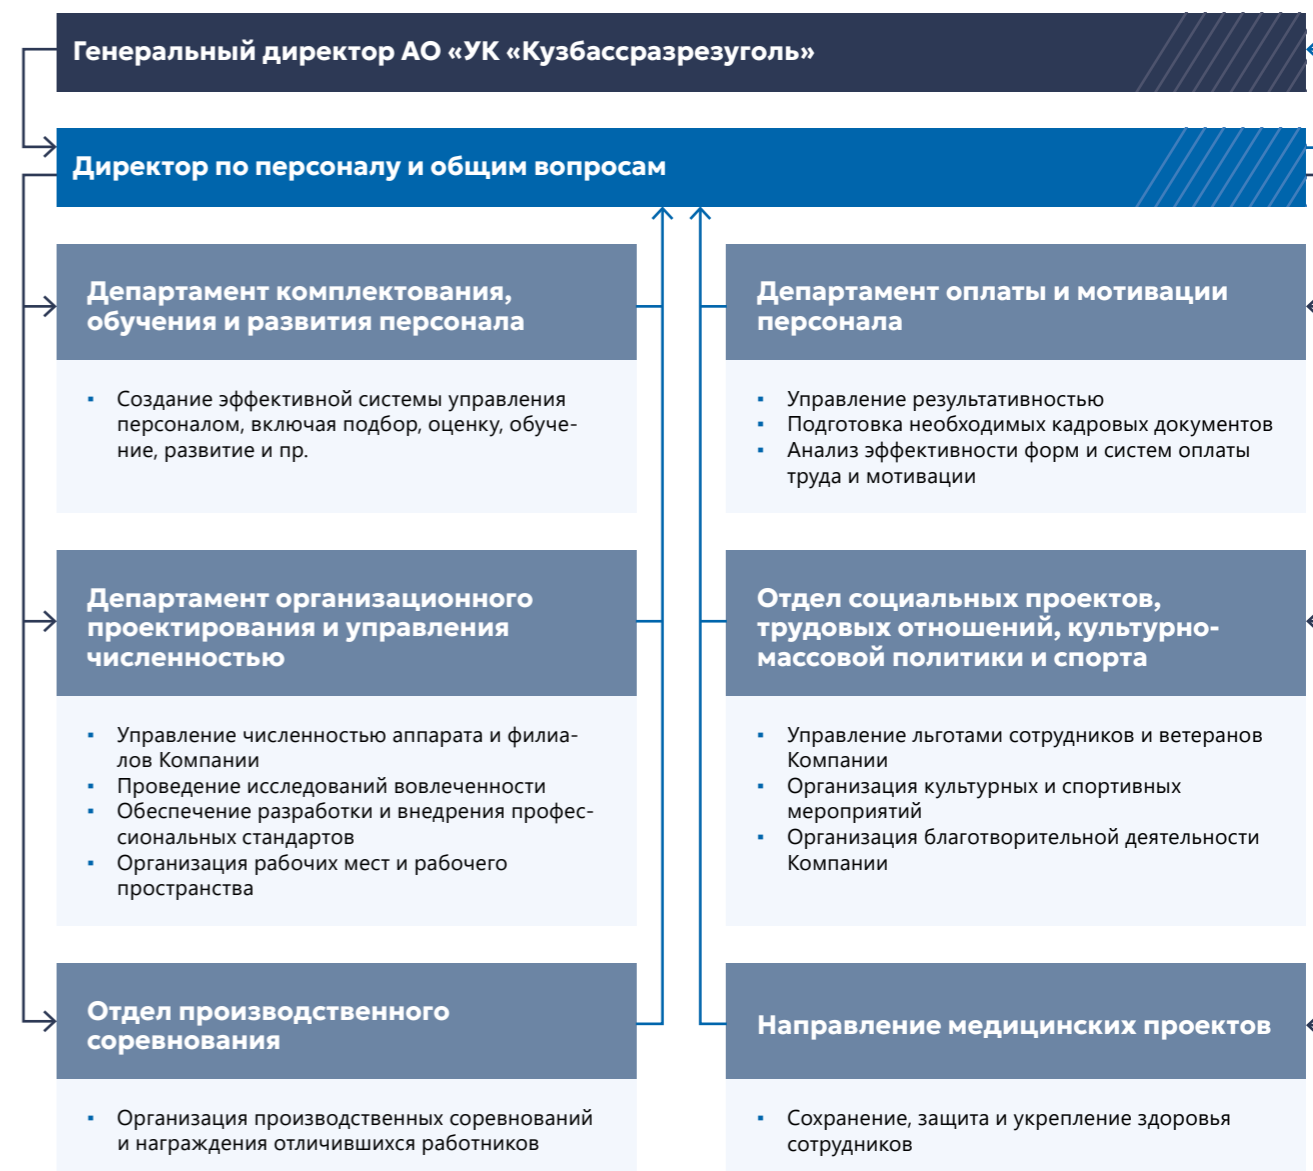 Генеральный директор АО «УК «Кузбассразрезуголь»
Директор по персоналу и общим вопросам
Департамент комплектования,
обучения и развития персонала
▪ Создание эффективной системы управления
персоналом, включая подбор, оценку, обуче-
ние, развитие и пр.
Департамент оплаты и мотивации
персонала
▪ Управление результативностью
▪ Подготовка необходимых кадровых документов
▪ Анализ эффективности форм и систем оплаты
труда и мотивации
Департамент организационного
проектирования и управления
численностью
▪ Управление численностью аппарата и филиа-
лов Компании
▪ Проведение исследований вовлеченности
▪ Обеспечение разработки и внедрения профес-
сиональных стандартов
▪ Организация рабочих мест и рабочего
пространства
Отдел социальных проектов,
трудовых отношений, культурно-
массовой политики и спорта
▪ Управление льготами сотрудников и ветеранов
Компании
▪ Организация культурных и спортивных
мероприятий
▪ Организация благотворительной деятельности
Компании
Отдел производственного
соревнования
▪ Организация производственных соревнований
и награждения отличившихся работников
Направление медицинских проектов
▪ Сохранение, защита и укрепление здоровья
сотрудников